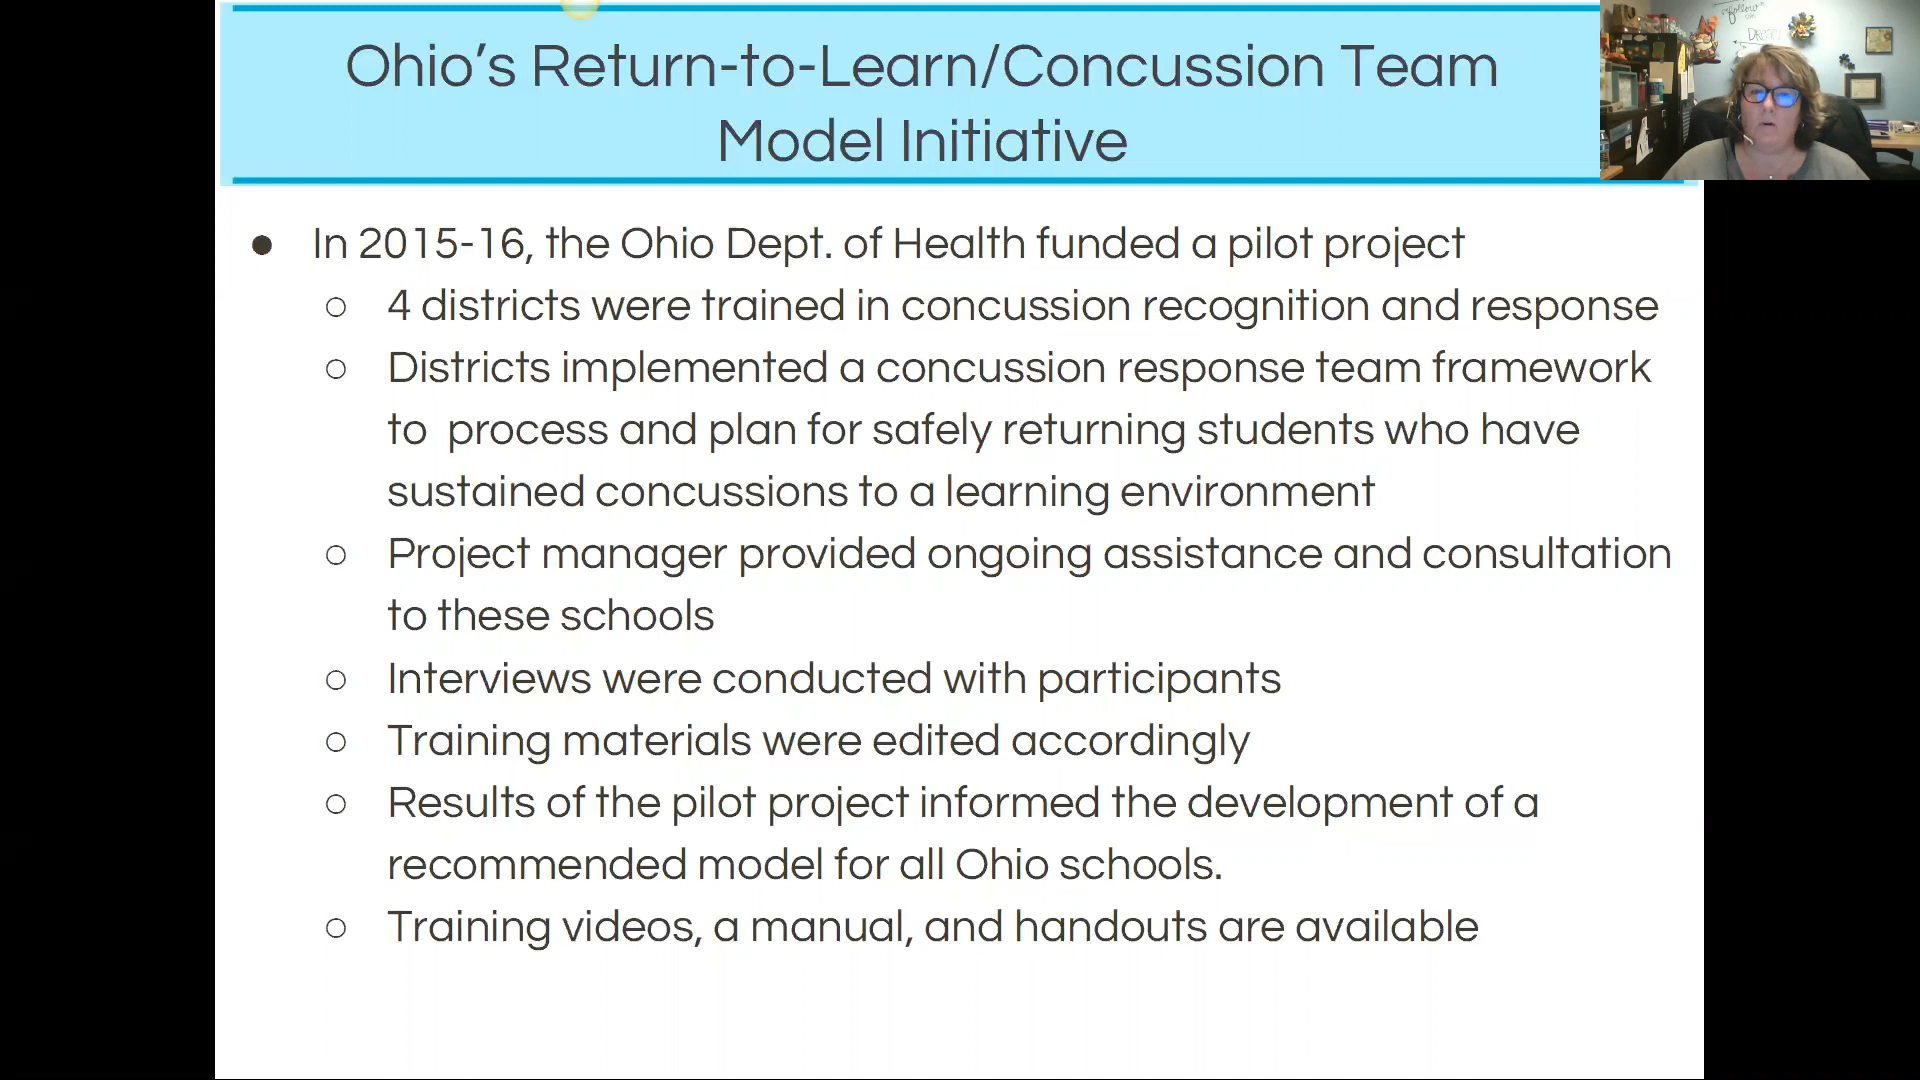 Ohio's Return-to-Learn/Concussion Team
Model Initiative
● In 2015-16, the Ohio Dept. of Health funded a pilot project
○ 4 districts were trained in concussion recognition and response
○ Districts implemented a concussion response team framework
to process and plan for safely returning students who have
sustained concussions to a learning environment
○ Project manager provided ongoing assistance and consultation
to these schools
○ Interviews were conducted with participants
○ Training materials were edited accordingly
○ Results of the pilot project informed the development of a
recommended model for all Ohio schools.
○ Training videos, a manual, and handouts are available
follow